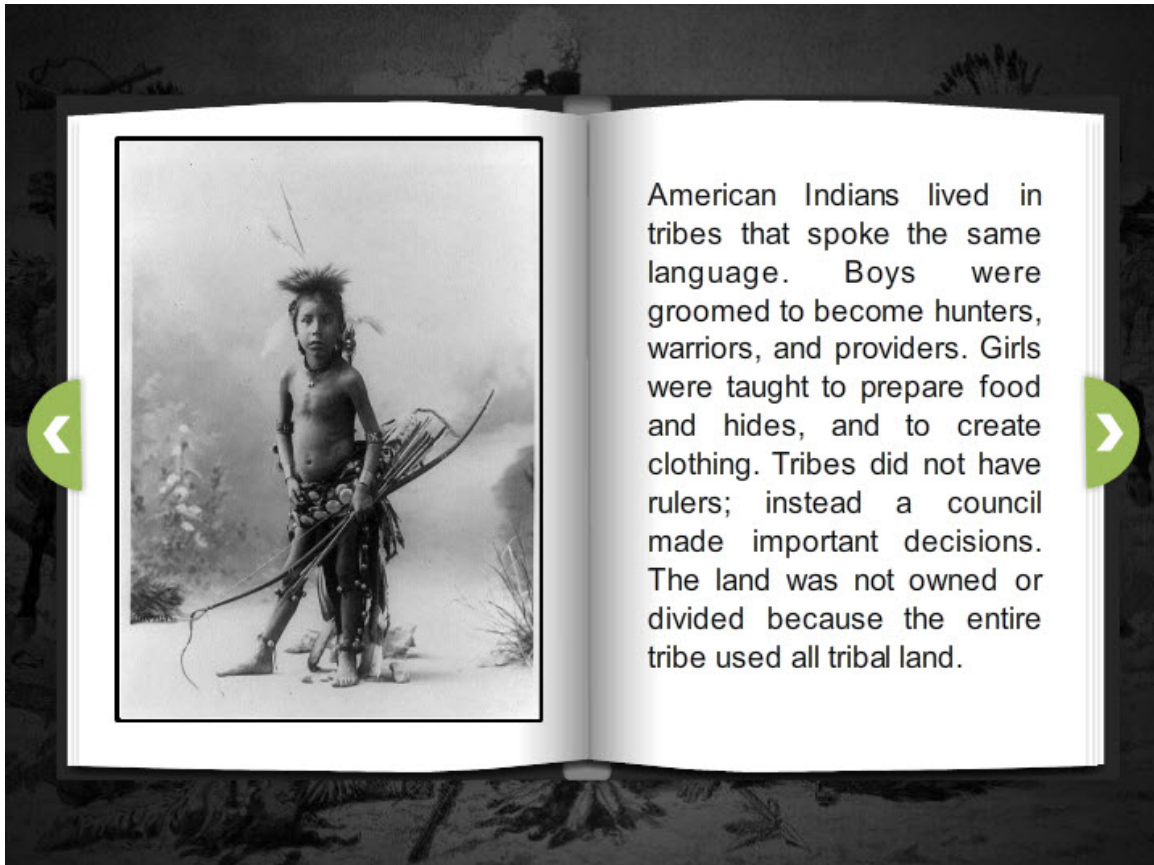 American Indians lived in
tribes that spoke the same
language. Boys were
groomed to become hunters,
warriors, and providers. Girls
were taught to prepare food
and hides, and to create
clothing. Tribes did not have
rulers; instead a council
made important decisions.
The land was not owned or
divided because the entire
tribe used all tribal land.